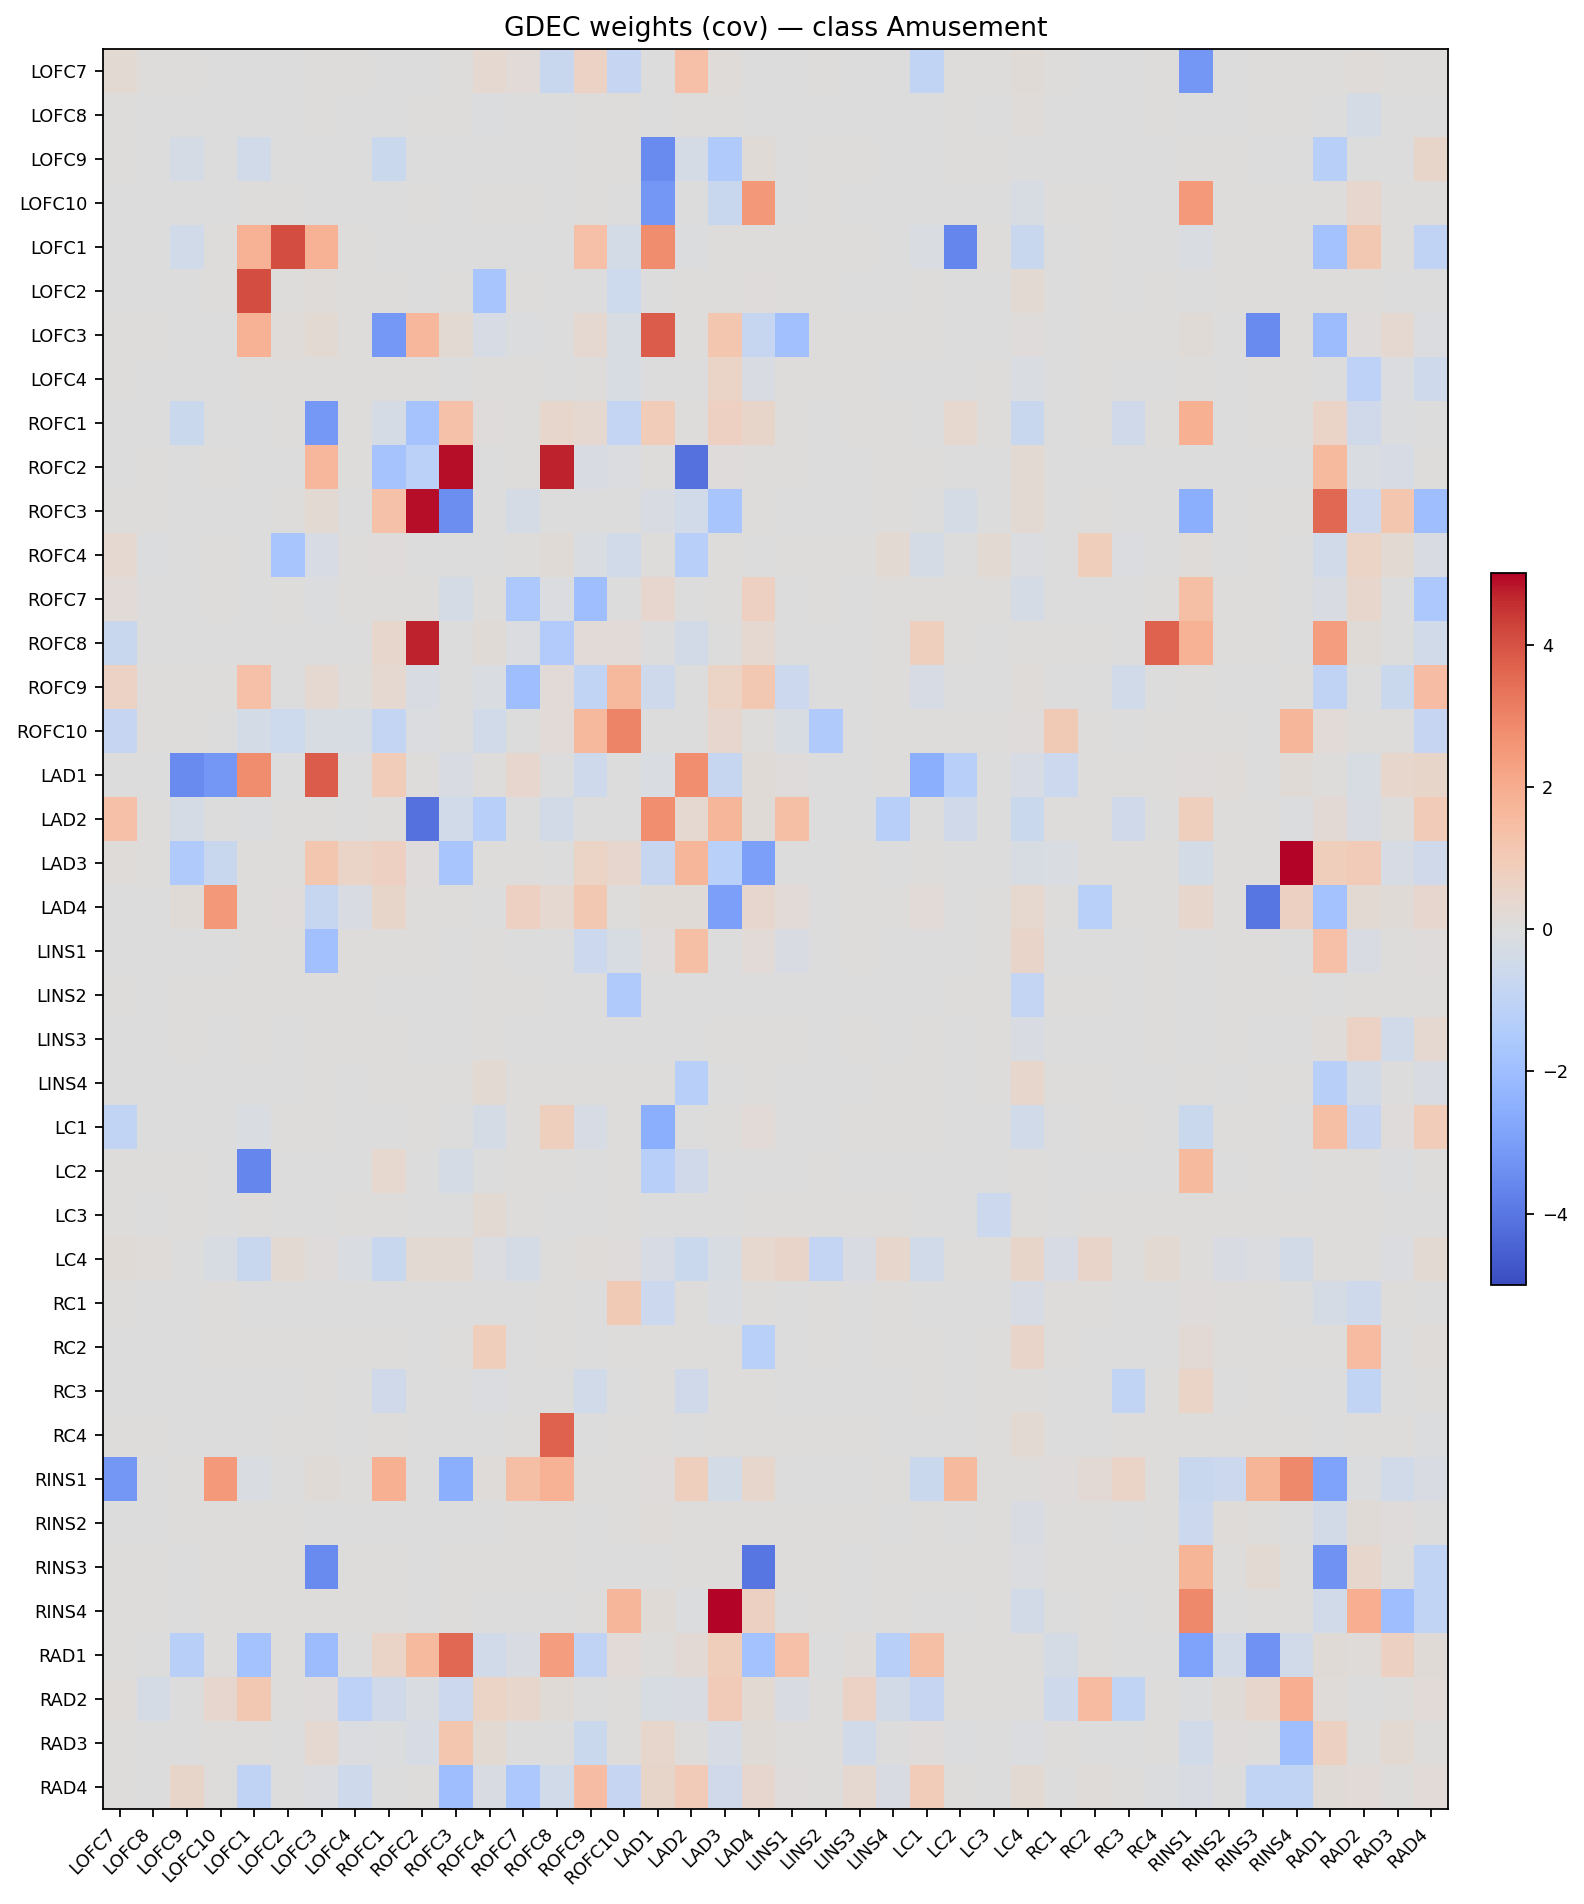 GDEC weights (cov) — class Amusement
LOFC7
LOFC8
LOFC9
LOFC10
LOFC1
LOFC2
LOFC3
LOFC4
ROFC1
ROFC2
ROFC3
ROFC4
ROFC7
ROFC8
ROFC9
ROFC10
LAD1
LAD2
LAD3
LAD4
LINS1
LINS2
LINS3
LINS4
LC1
LC2
LC3
LC4
RC1
RC2
RC3
RC4
RINS1
RINS2
RINS3
RINS4
RAD1
RAD2
RAD3
RAD4
LOFC7
LOFC8
LOFC9
LOFC10
LOFC1
LOFC2
LOFC3
LOFC4
ROFC1
ROFC2
ROFC3
ROFC4
ROFC7
ROFC8
ROFC9
ROFC10
LAD1
LAD2
LAD3
LAD4
LINS1
LINS2
LINS3
LINS4
LC1
LC2
LC3
LC4
RC1
RC2
RC3
RC4
RINS1
RINS2
RINS3
RINS4
RAD1
RAD2
RAD3
RAD4
4
2
0
−2
−4